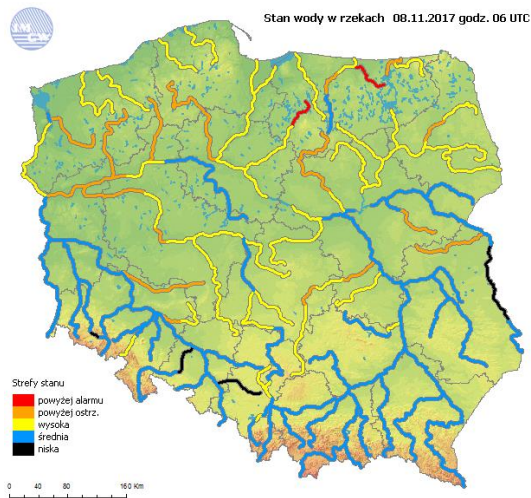 Stan wody w rzekach 08.11.2017 godz. 06 UTC
Strefy stanu
powyżej alarmu
powyżej ostrz.
wysoka
średnia
niska
0 40 80 160 Km